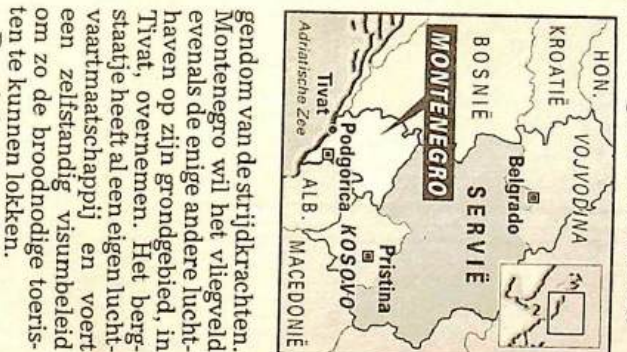 HON.
KROATIË
VOJVODINA
BOSNIË
Belgrado
SERVIË
MONTENEGRO
Pristina
Podgorica
KOSOVO
Tivat
Adriatische Zee
ALB.
MACEDONIË
gendom van de strijdkrachten.
Montenegro wil het vliegveld
evenals de enige andere lucht-
haven op zijn grondgebied, in
Tivat, overnemen. Het berg-
staatje heeft al een eigen lucht-
vaartmaatschappij en voert
een zelfstandig visumbeleid
om zo de broodnodige toeris-
ten te kunnen lokken.